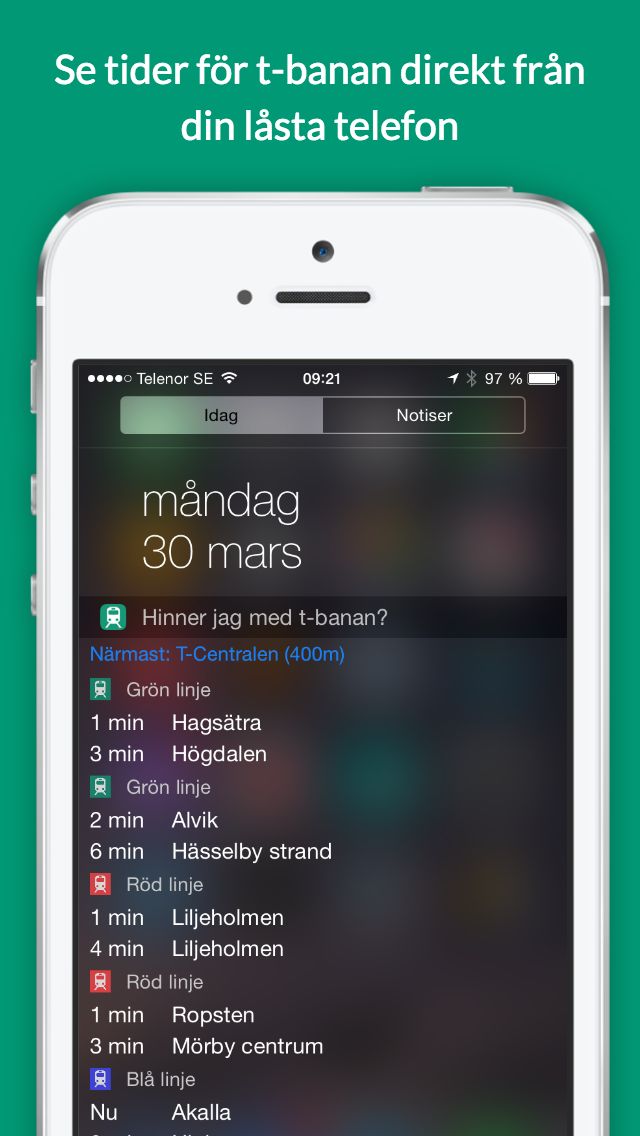 Se tider för t-banan direkt från
din låsta telefon
Telenor SE 09:21 97 %
Idag Notiser
måndag
30 mars
Hinner jag med t-banan?
Närmast: T-Centralen (400m)
Grön linje
1 min Hagsätra
3 min Högdalen
Grön linje
2 min Alvik
6 min Hässelby strand
Röd linje
1 min Liljeholmen
4 min Liljeholmen
Röd linje
1 min Ropsten
3 min Mörby centrum
Blå linje
Nu Akalla